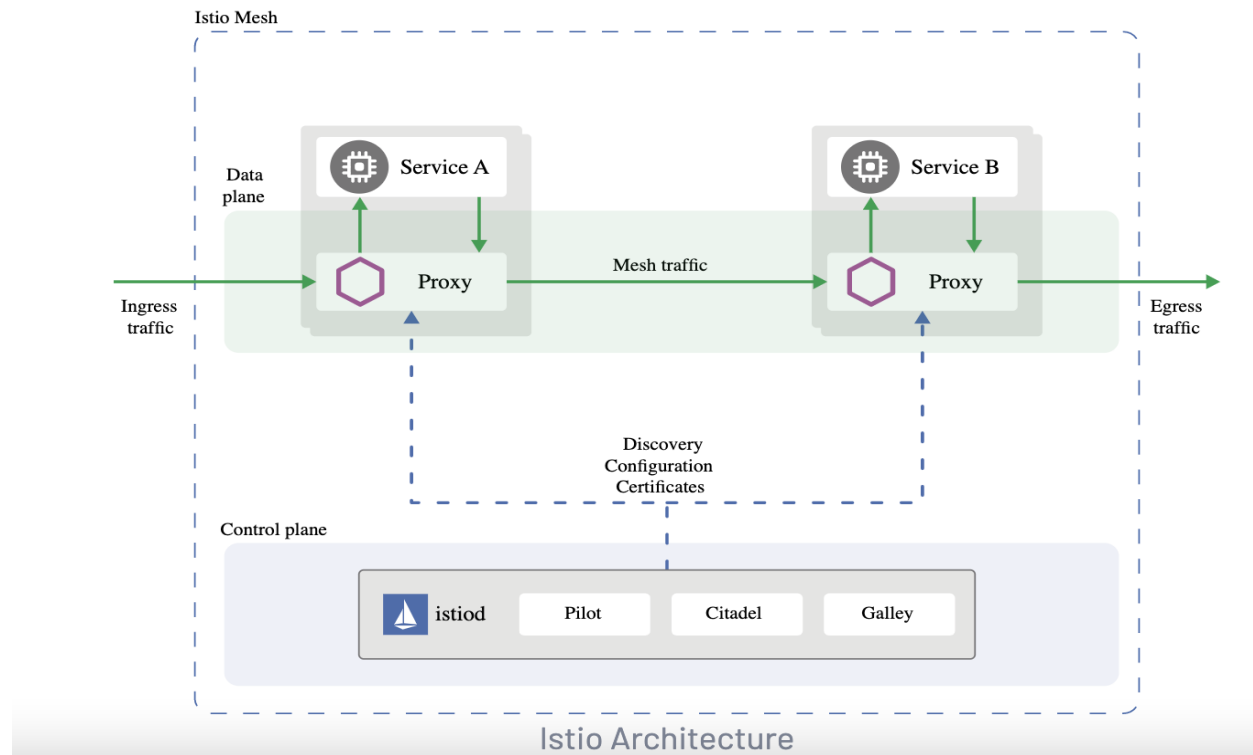 Istio Mesh
Service A
Service B
Data
plane
Proxy
Mesh traffic
Proxy
Ingress
traffic
Egress
traffic
Discovery
Configuration
Certificates
Control plane
istiod
Pilot
Citadel
Galley
Istio Architecture